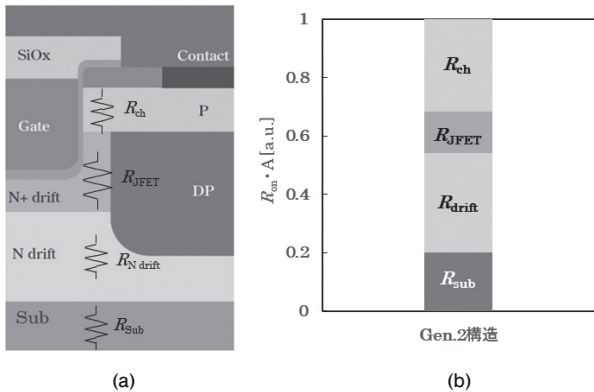 SiOx
Contact
Gate
Rch
P
RJFET
N+ drift
DP
N drift
RN drift
Sub
RSub
(a)
Ron・A [a.u.]
1
0.8
0.6
0.4
0.2
0
Rch
RJFET
Rdrift
Rsub
Gen.2構造
(b)